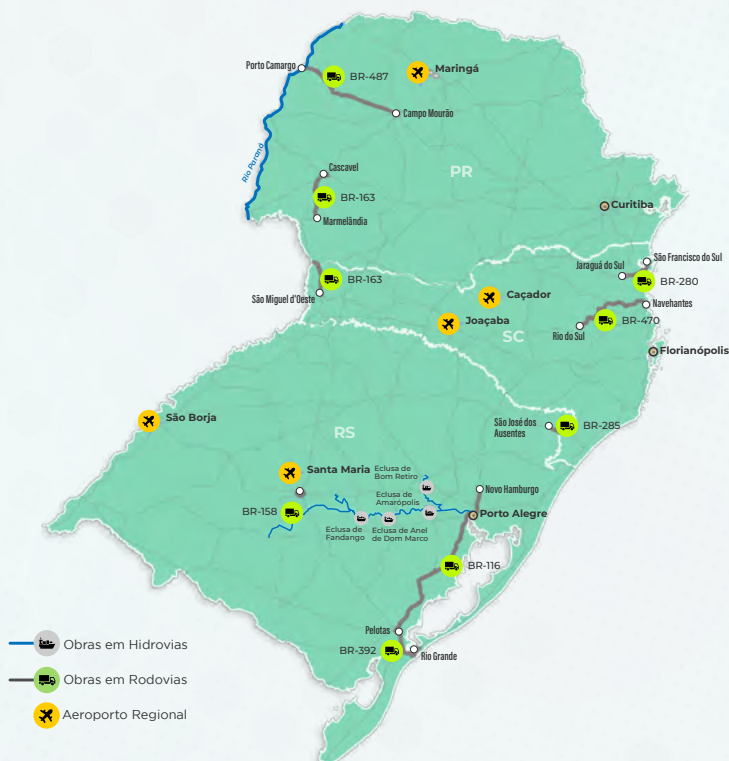 Porto Camargo
BR-487
Maringá
Campo Mourão
Rio Paraná
Cascavel
PR
BR-163
Marmelândia
Curitiba
São Francisco do Sul
Jaraguá do Sul
BR-280
BR-163
São Miguel d'Oeste
Caçador
Navehantes
Joaçaba
BR-470
SC
Rio do Sul
Florianópolis
São Borja
São José dos
Ausentes
BR-285
RS
Santa Maria
Eclusa de
Bom Retiro
Novo Hamburgo
Eclusa de
Amarópolis
BR-158
Porto Alegre
Eclusa de
Fandango
Eclusa de Anel
de Dom Marco
BR-116
Pelotas
BR-392
Rio Grande
Obras em Hidrovias
Obras em Rodovias
Aeroporto Regional